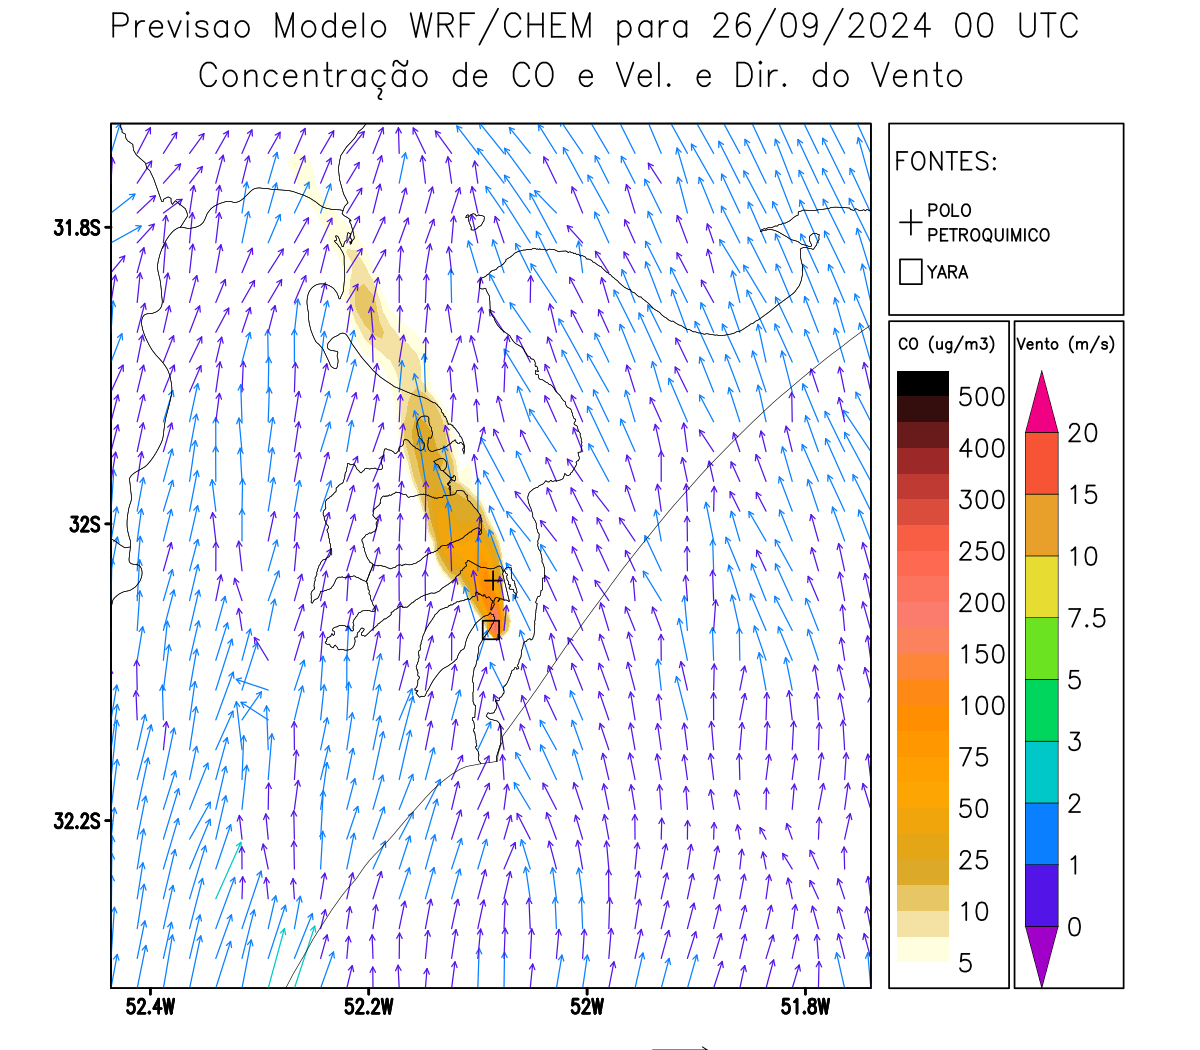 Previsao Modelo WRF/CHEM para 26/09/2024 00 UTC
Concentração de CO e Vel. e Dir. do Vento
FONTES:
POLO
PETROQUIMICO
YARA
CO (ug/m3)
500
400
300
250
200
150
100
75
50
25
10
5
Vento (m/s)
20
15
10
7.5
5
3
2
1
0
31.8S
32S
32.2S
52.4W 52.2W 52W 51.8W